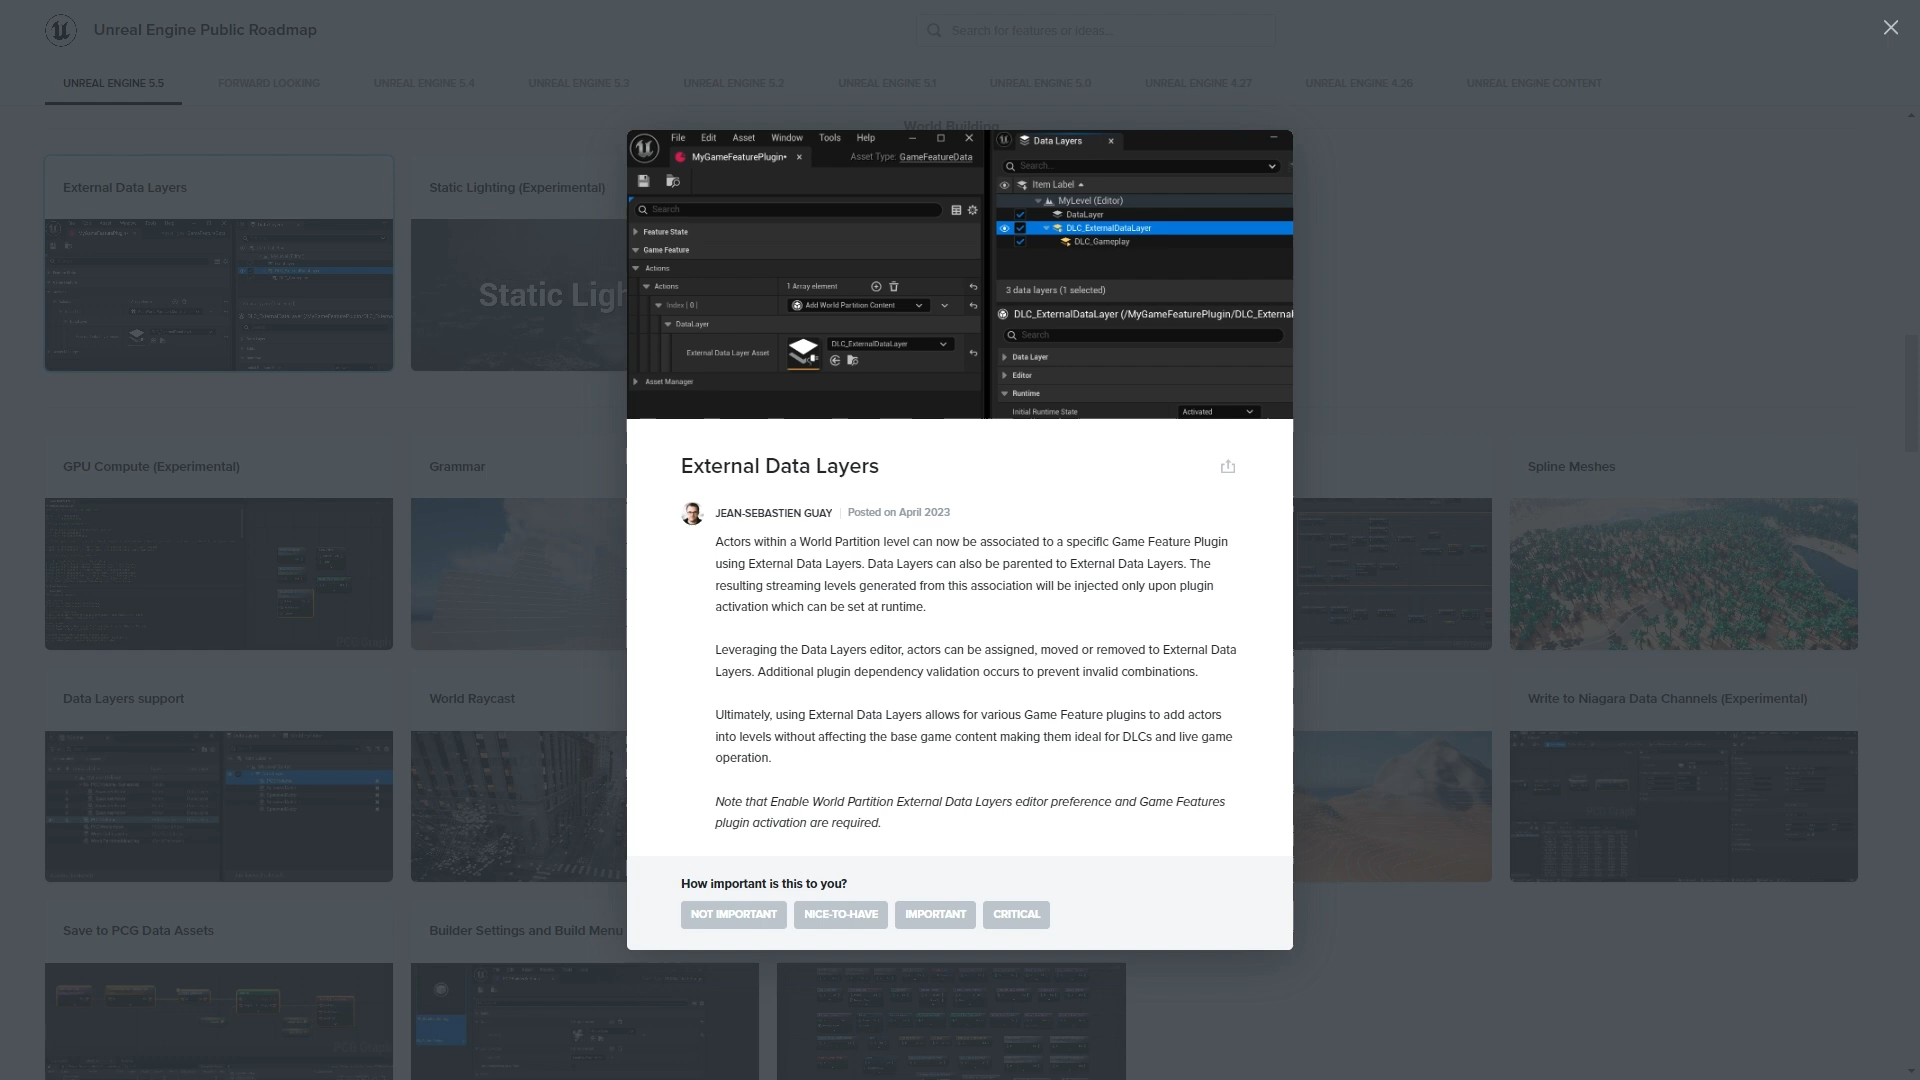 Unreal Engine Public Roadmap
Search for features or ideas...
UNREAL ENGINE 5.5
FORWARD LOOKING
UNREAL ENGINE 5.4
UNREAL ENGINE 5.3
UNREAL ENGINE 5.2
UNREAL ENGINE 5.1
UNREAL ENGINE 5.0
UNREAL ENGINE 4.27
UNREAL ENGINE 4.26
UNREAL ENGINE CONTENT
World Building
External Data Layers
Static Lighting (Experimental)
Static Ligh
File Edit Asset Window Tools Help
MyGameFeaturePlugin•
Asset Type: GameFeatureData
Search
Feature State
Game Feature
Actions
Actions
1 Array element
Index [ 0 ]
Add World Partition Content
DataLayer
External Data Layer Asset
DLC_ExternalDataLayer
Asset Manager
Data Layers
Search...
Item Label
MyLevel (Editor)
DataLayer
DLC_ExternalDataLayer
DLC_Gameplay
3 data layers (1 selected)
DLC_ExternalDataLayer (/MyGameFeaturePlugin/DLC_External
Search
Data Layer
Editor
Runtime
Initial Runtime State
Activated
External Data Layers
JEAN-SEBASTIEN GUAY
Posted on April 2023
Actors within a World Partition level can now be associated to a specific Game Feature Plugin
using External Data Layers. Data Layers can also be parented to External Data Layers. The
resulting streaming levels generated from this association will be injected only upon plugin
activation which can be set at runtime.
Leveraging the Data Layers editor, actors can be assigned, moved or removed to External Data
Layers. Additional plugin dependency validation occurs to prevent invalid combinations.
Ultimately, using External Data Layers allows for various Game Feature plugins to add actors
into levels without affecting the base game content making them ideal for DLCs and live game
operation.
Note that Enable World Partition External Data Layers editor preference and Game Features
plugin activation are required.
How important is this to you?
NOT IMPORTANT
NICE-TO-HAVE
IMPORTANT
CRITICAL
GPU Compute (Experimental)
Grammar
Spline Meshes
Data Layers support
World Raycast
Write to Niagara Data Channels (Experimental)
Save to PCG Data Assets
Builder Settings and Build Menu